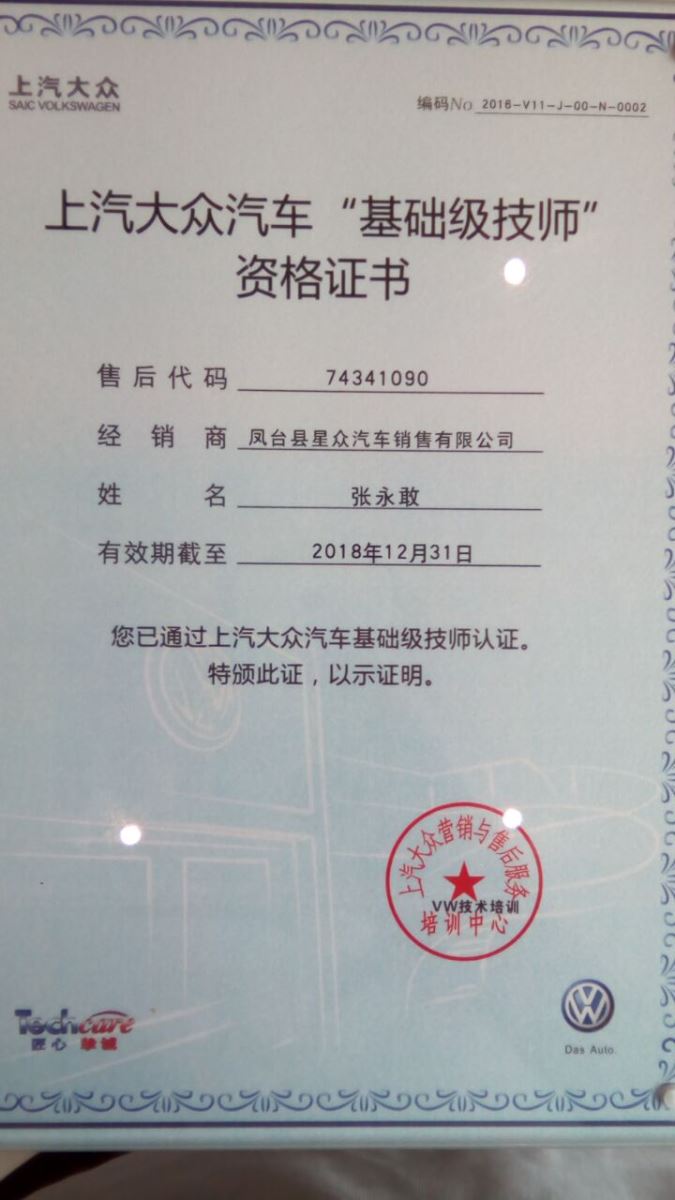 上汽大众
SAIC VOLKSWAGEN
编码No 2016-V11-J-00-N-0002
上汽大众汽车“基础级技师”
资格证书
售后代码 74341090
经销商 凤台县星众汽车销售有限公司
姓名 张永敢
有效期截至 2018年12月31日
您已通过上汽大众汽车基础级技师认证。
特颁此证，以示证明。
上汽大众营销与售后服务
VW技术培训
培训中心
Techcare
匠心 挚诚
Das Auto.